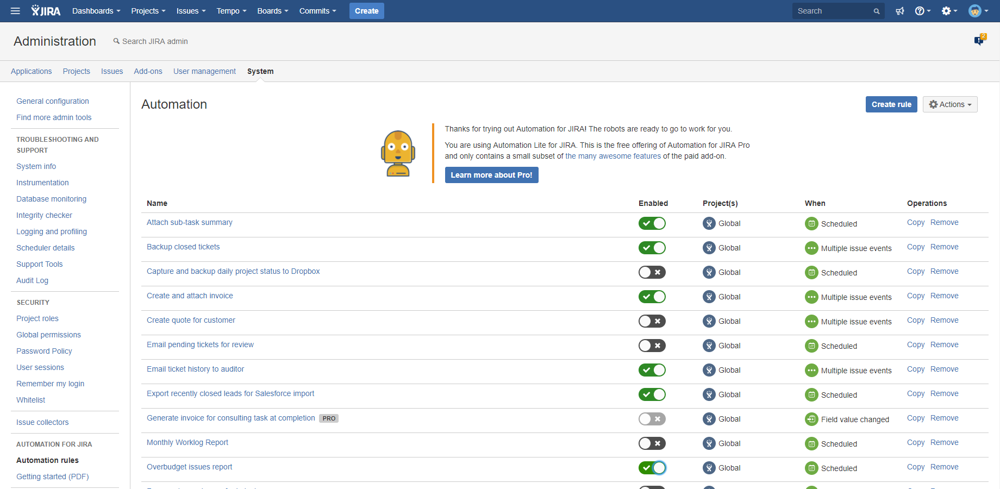 JIRA Dashboards Projects Issues Tempo Boards Commits Create Search
Administration Search JIRA admin 2
Applications Projects Issues Add-ons User management System
General configuration
Find more admin tools
TROUBLESHOOTING AND
SUPPORT
System info
Instrumentation
Database monitoring
Integrity checker
Logging and profiling
Scheduler details
Support Tools
Audit Log
SECURITY
Project roles
Global permissions
Password Policy
User sessions
Remember my login
Whitelist
Issue collectors
AUTOMATION FOR JIRA
Automation rules
Getting started (PDF)
Automation Create rule Actions
Thanks for trying out Automation for JIRA! The robots are ready to go to work for you.
You are using Automation Lite for JIRA. This is the free offering of Automation for JIRA Pro
and only contains a small subset of the many awesome features of the paid add-on.
Learn more about Pro!
Name Enabled Project(s) When Operations
Attach sub-task summary Global Scheduled Copy Remove
Backup closed tickets Global Multiple issue events Copy Remove
Capture and backup daily project status to Dropbox Global Scheduled Copy Remove
Create and attach invoice Global Multiple issue events Copy Remove
Create quote for customer Global Multiple issue events Copy Remove
Email pending tickets for review Global Scheduled Copy Remove
Email ticket history to auditor Global Multiple issue events Copy Remove
Export recently closed leads for Salesforce import Global Scheduled Copy Remove
Generate invoice for consulting task at completion PRO Global Field value changed Copy Remove
Monthly Worklog Report Global Scheduled Copy Remove
Overbudget issues report Global Scheduled Copy Remove